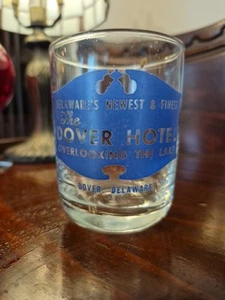 DELAWARE'S NEWEST & FINEST
The
DOVER HOTEL
OVERLOOKING THE LAKE
DOVER, DELAWARE